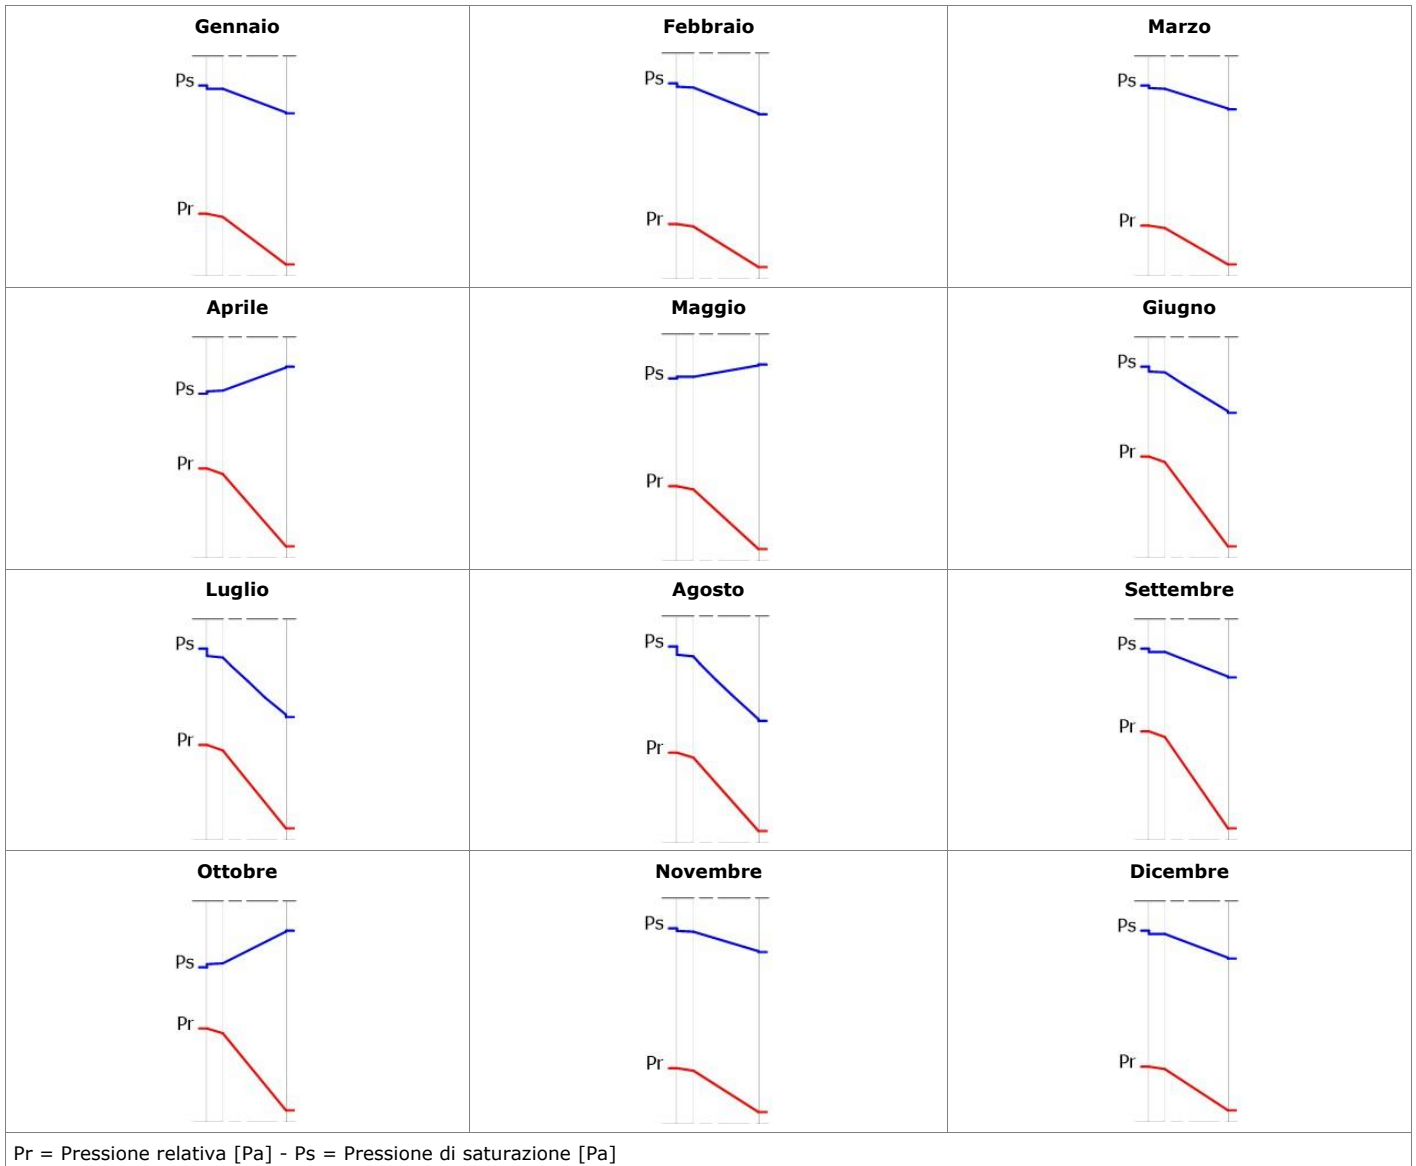 Gennaio
Febbraio
Marzo
Ps
Ps
Ps
Pr
Pr
Pr
Aprile
Maggio
Giugno
Ps
Ps
Ps
Pr
Pr
Pr
Luglio
Agosto
Settembre
Ps
Ps
Ps
Pr
Pr
Pr
Ottobre
Novembre
Dicembre
Ps
Ps
Ps
Pr
Pr
Pr
Pr = Pressione relativa [Pa] - Ps = Pressione di saturazione [Pa]